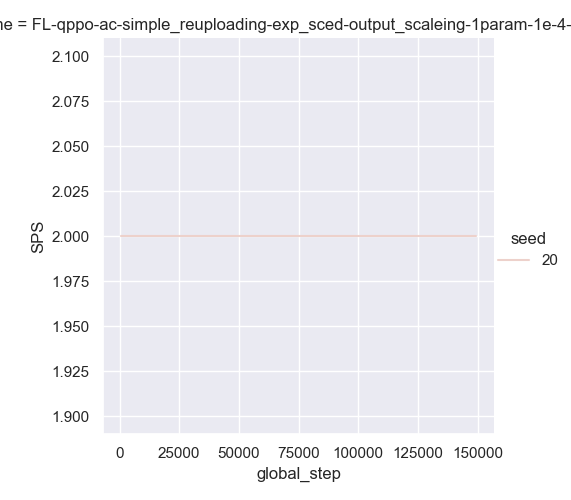 ne = FL-qppo-ac-simple_reuploading-exp_sced-output_scaleing-1param-1e-4-
2.100
2.075
2.050
2.025
2.000
1.975
1.950
1.925
1.900
SPS
seed
20
0 25000 50000 75000 100000 125000 150000
global_step